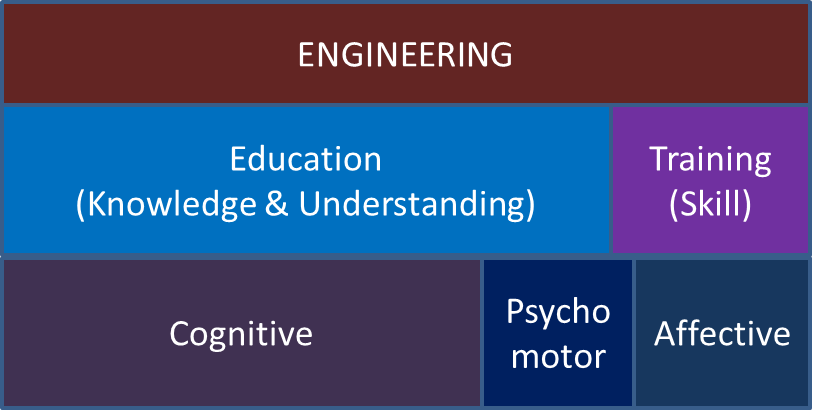 ENGINEERING
Education
(Knowledge & Understanding)
Training
(Skill)
Cognitive
Psycho
motor
Affective